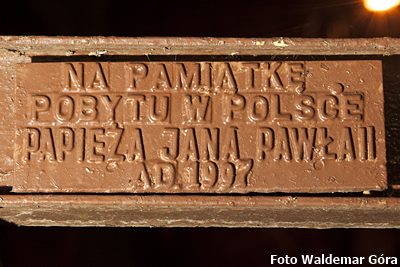 NA PAMIĄTKĘ
POBYTU W POLSCE
PAPIEŻA JANA PAWŁA II
AD. 1997
Foto Waldemar Góra